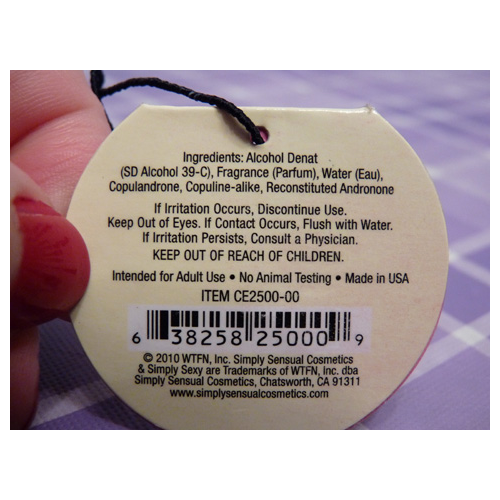 Ingredients: Alcohol Denat
(SD Alcohol 39-C), Fragrance (Parfum), Water (Eau),
Copulandrone, Copuline-alike, Reconstituted Andronone
If Irritation Occurs, Discontinue Use.
Keep Out of Eyes. If Contact Occurs, Flush with Water.
If Irritation Persists, Consult a Physician.
KEEP OUT OF REACH OF CHILDREN.
Intended for Adult Use • No Animal Testing • Made in USA
ITEM CE2500-00
6 38258 25000 9
© 2010 WTFN, Inc. Simply Sensual Cosmetics
& Simply Sexy are Trademarks of WTFN, Inc. dba
Simply Sensual Cosmetics, Chatsworth, CA 91311
www.simplysensualcosmetics.com